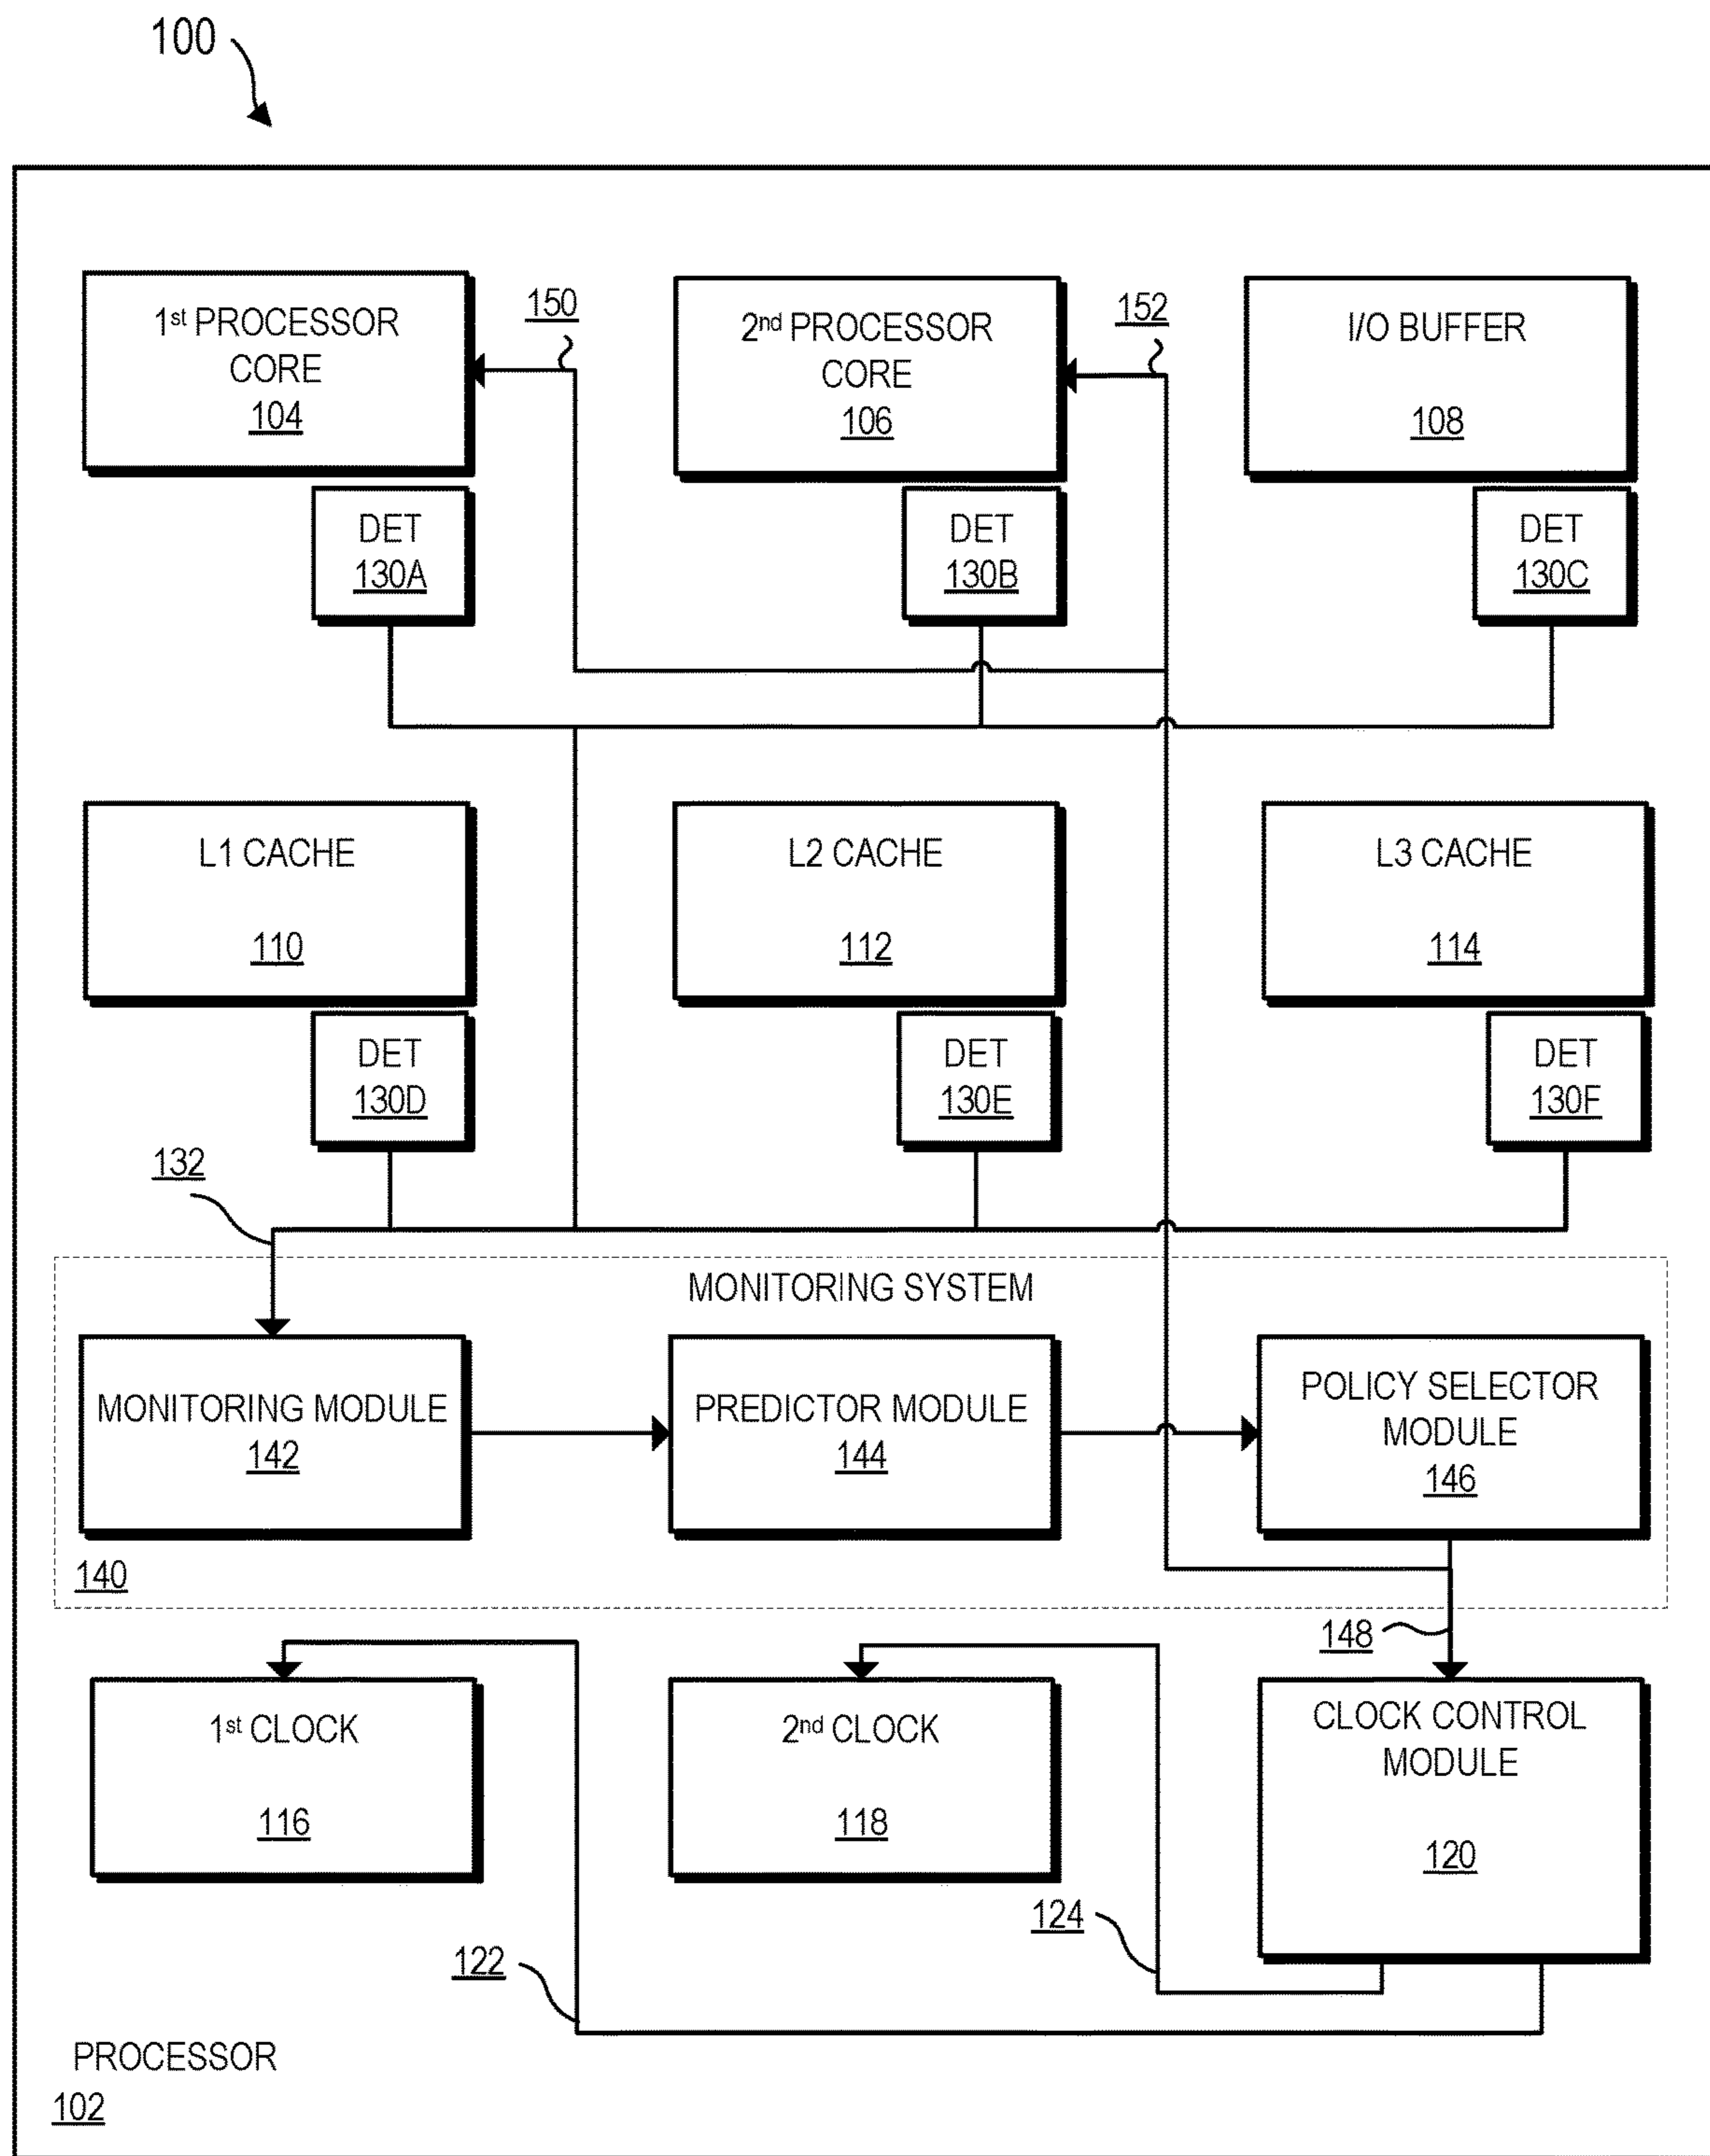 100
1st PROCESSOR
CORE
104
150
2nd PROCESSOR
CORE
106
152
I/O BUFFER
108
DET
130A
DET
130B
DET
130C
L1 CACHE
110
L2 CACHE
112
L3 CACHE
114
DET
130D
DET
130E
DET
130F
132
MONITORING SYSTEM
MONITORING MODULE
142
PREDICTOR MODULE
144
POLICY SELECTOR
MODULE
146
140
148
1st CLOCK
116
2nd CLOCK
118
CLOCK CONTROL
MODULE
120
124
122
PROCESSOR
102